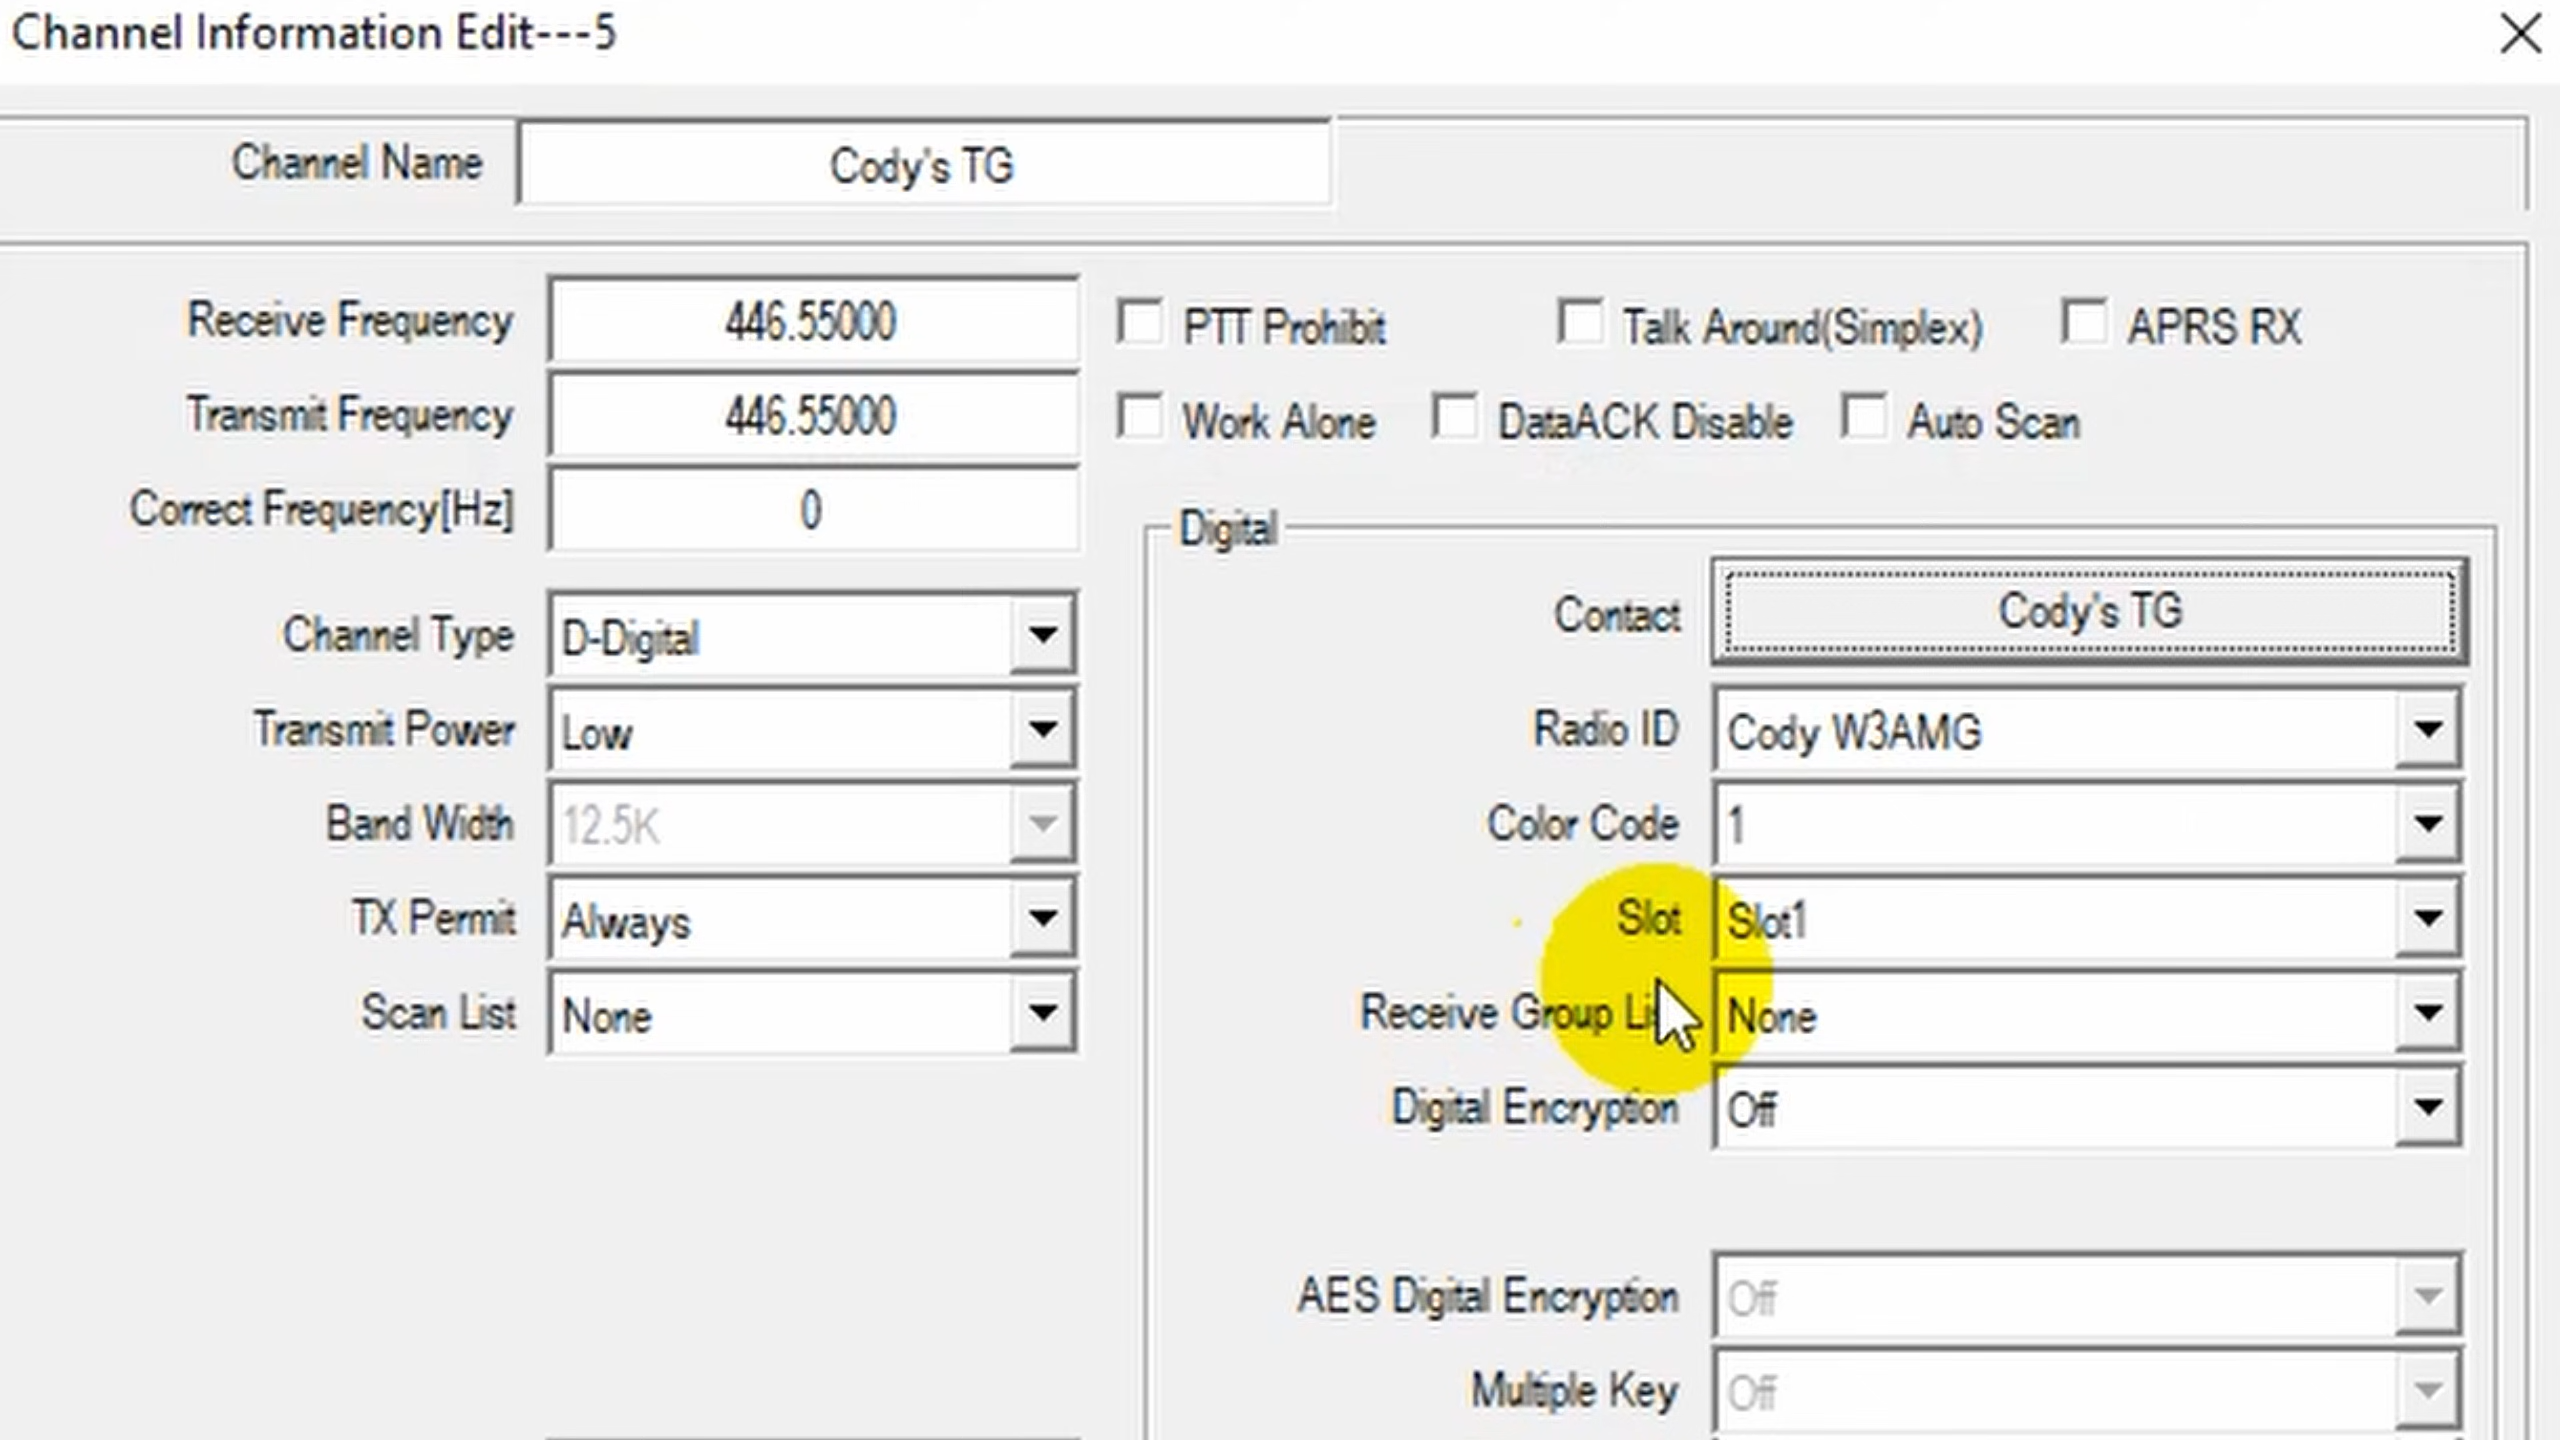 Channel Information Edit---5
Channel Name Cody's TG
Receive Frequency 446.55000 PTT Prohibit Talk Around(Simplex) APRS RX
Transmit Frequency 446.55000 Work Alone DataACK Disable Auto Scan
Correct Frequency[Hz] 0
Digital
Contact Cody's TG
Channel Type D-Digital
Transmit Power Low Radio ID Cody W3AMG
Band Width 12.5K Color Code 1
TX Permit Always Slot Slot1
Scan List None Receive Group Lis None
Digital Encryption Off
AES Digital Encryption Off
Multiple Key Off